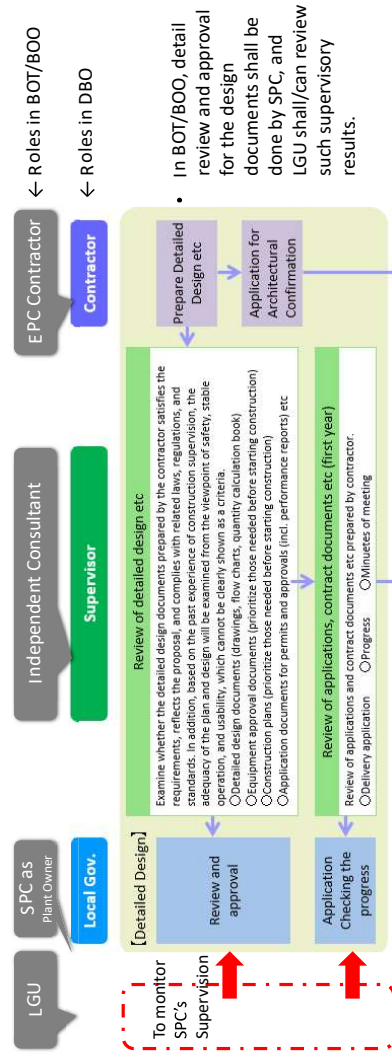 LGU
SPC as
Plant Owner
Independent Consultant
EPC Contractor
← Roles in BOT/BOO
Local Gov.
Supervisor
Contractor
← Roles in DBO
【Detailed Design】
To monitor
SPC's
Supervision
Review and
approval
Review of detailed design etc
Examine whether the detailed design documents prepared by the contractor satisfies the
requirements, reflects the proposal, and complies with related laws, regulations, and
standards. In addition, based on the past experience of construction supervision, the
adequacy of the plan and design will be examined from the viewpoint of safety, stable
operation, and usability, which cannot be clearly shown as a criteria.
○Detailed design documents (drawings, flow charts, quantity calculation book)
○Equipment approval documents (prioritize those needed before starting construction)
○Construction plans (prioritize those needed before starting construction)
○Application documents for permits and approvals (incl. performance reports) etc
Prepare Detailed
Design etc
Application for
Architectural
Confirmation
• In BOT/BOO, detail
review and approval
for the design
documents shall be
done by SPC, and
LGU shall/can review
such supervisory
results.
Application
Checking the
progress
Review of applications, contract documents etc (first year)
Review of applications and contract documents etc prepared by contractor.
○Delivery application ○Progress ○Minuetes of meeting